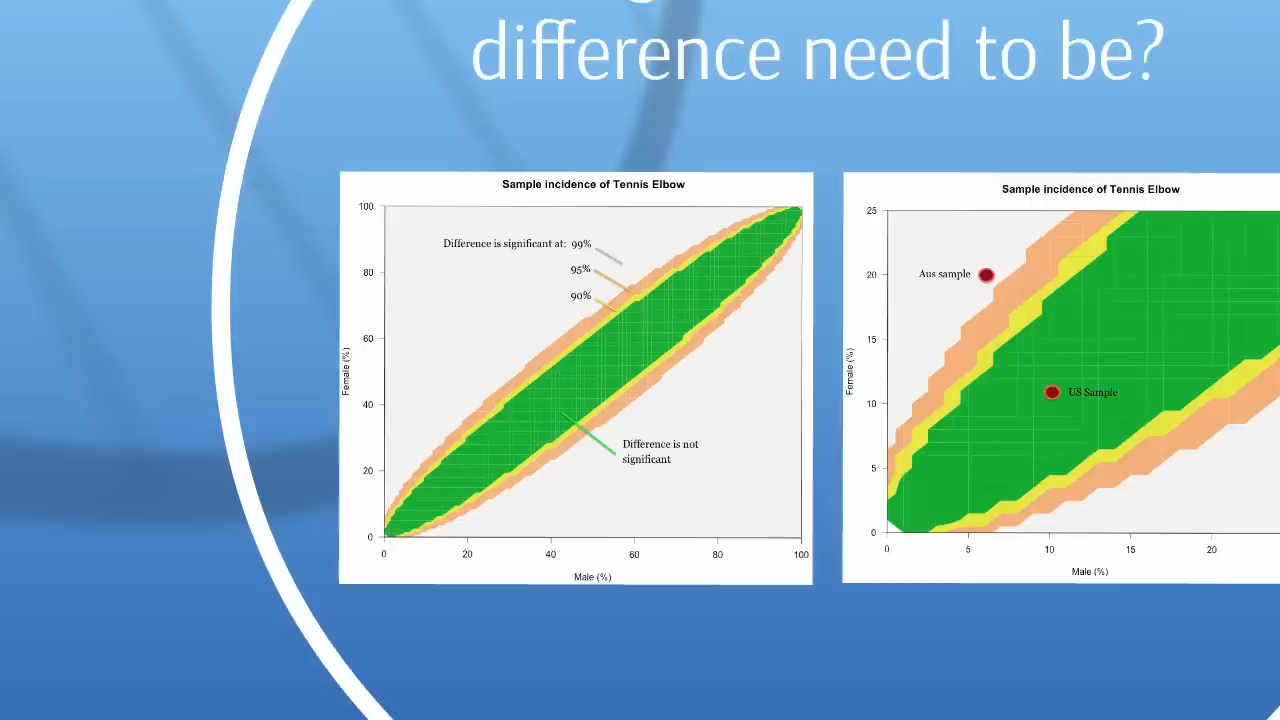 difference need to be?
Sample incidence of Tennis Elbow
100
80
60
40
20
0
Female (%)
Difference is significant at: 99%
95%
90%
Difference is not
significant
0 20 40 60 80 100
Male (%)
Sample incidence of Tennis Elbow
25
20
15
10
5
0
Female (%)
Aus sample
US Sample
0 5 10 15 20
Male (%)